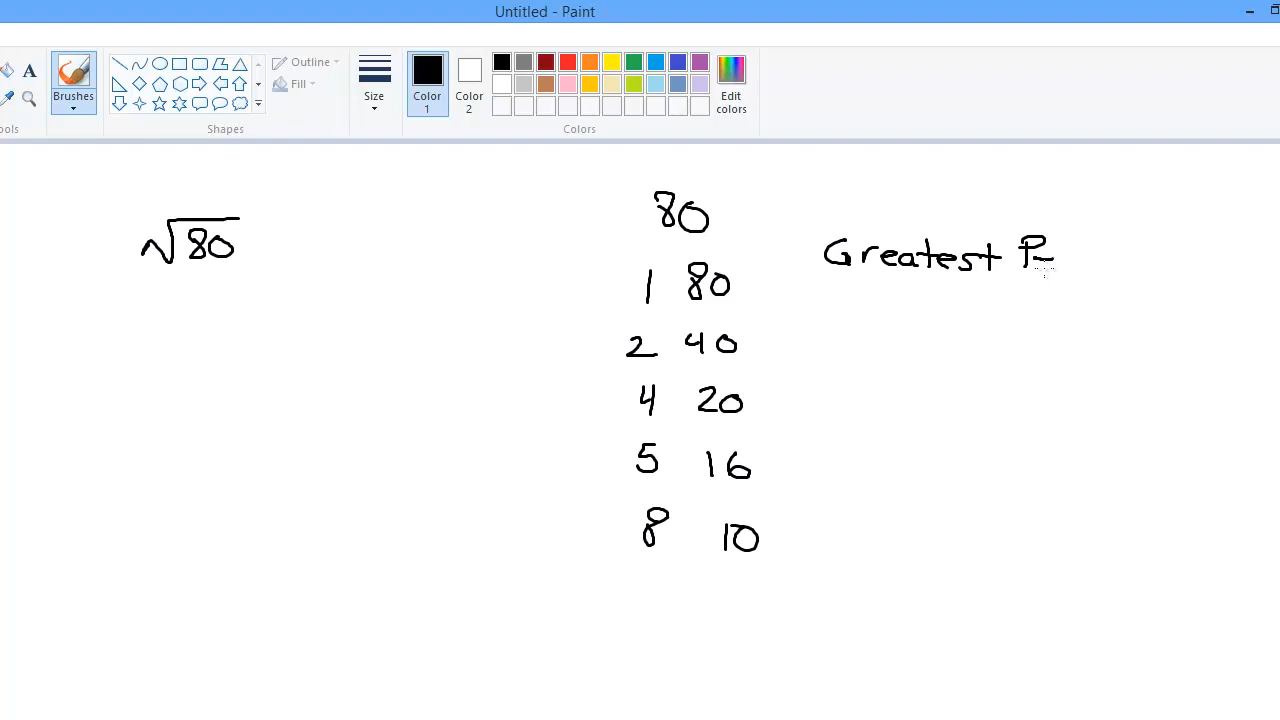 Untitled - Paint
A
Outline
Fill
Brushes
Size
Color 1
Color 2
Edit colors
ols
Shapes
Colors
√80
80
Greatest P
1 80
2 40
4 20
5 16
8 10